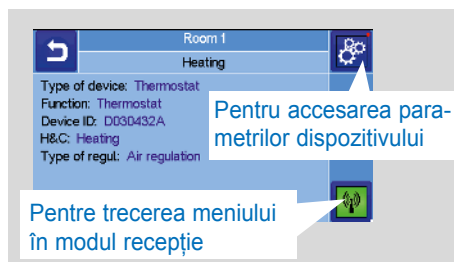 Room 1
Heating
Type of device: Thermostat
Function: Thermostat
Device ID: D030432A
H&C: Heating
Type of regul: Air regulation
Pentru accesarea para-
metrilor dispozitivului
Pentre trecerea meniului
în modul recepție